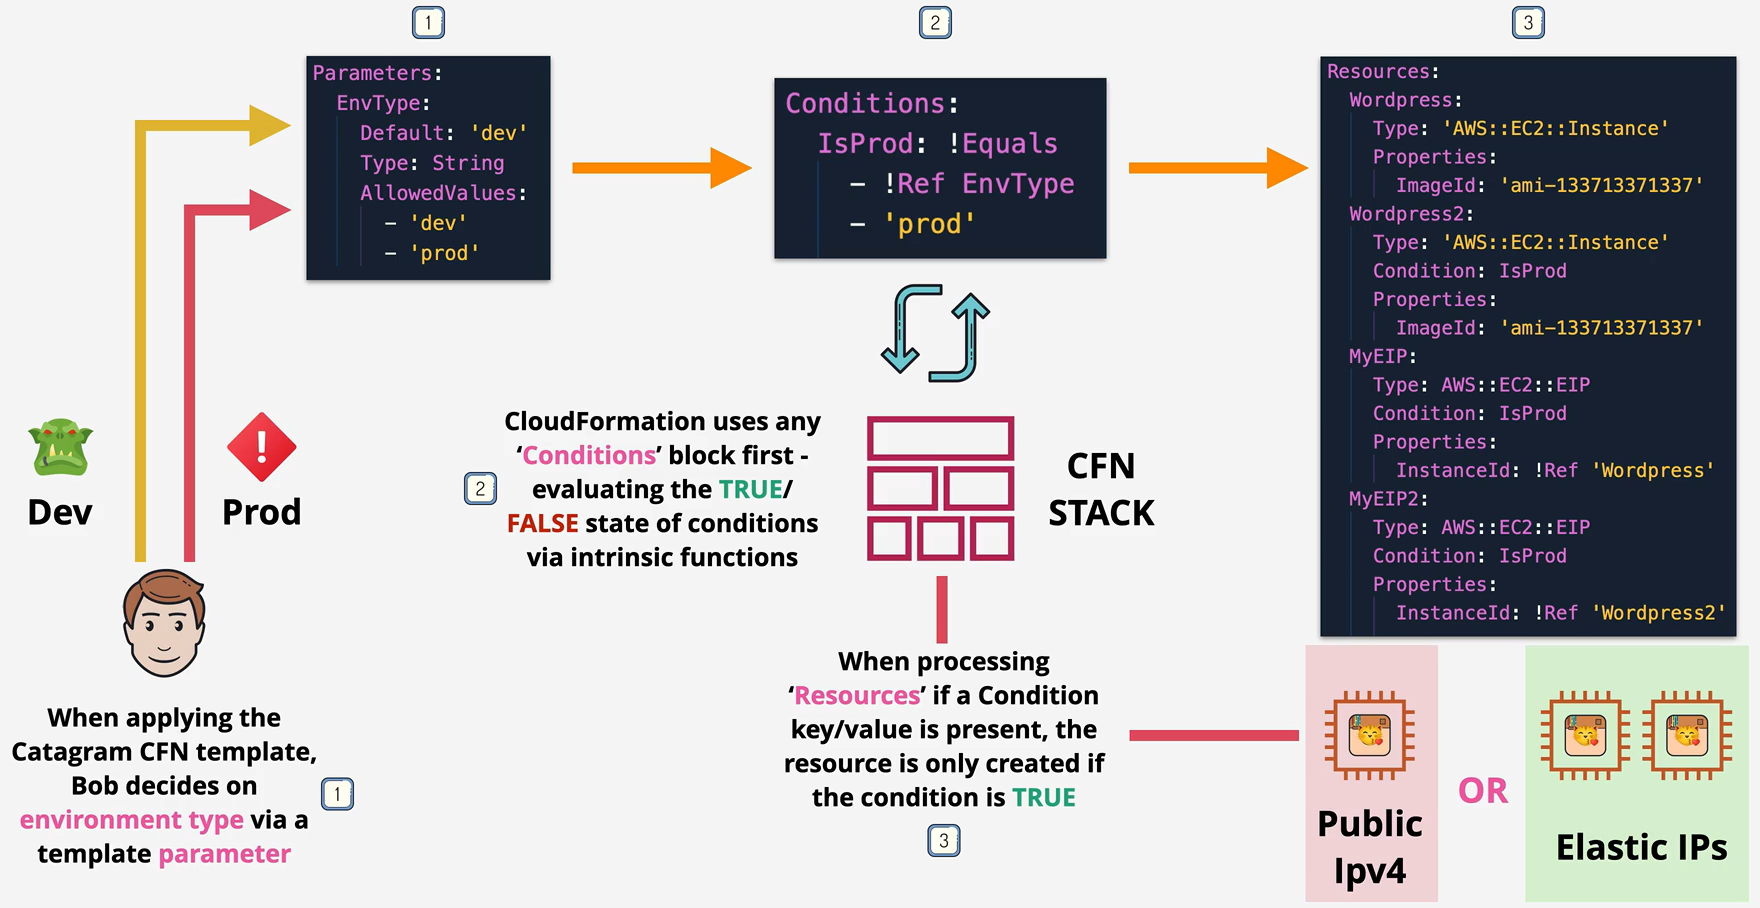 1
Parameters:
EnvType:
Default: 'dev'
Type: String
AllowedValues:
- 'dev'
- 'prod'
2
Conditions:
IsProd: !Equals
- !Ref EnvType
- 'prod'
3
Resources:
Wordpress:
Type: 'AWS::EC2::Instance'
Properties:
ImageId: 'ami-133713371337'
Wordpress2:
Type: 'AWS::EC2::Instance'
Condition: IsProd
Properties:
ImageId: 'ami-133713371337'
MyEIP:
Type: AWS::EC2::EIP
Condition: IsProd
Properties:
InstanceId: !Ref 'Wordpress'
MyEIP2:
Type: AWS::EC2::EIP
Condition: IsProd
Properties:
InstanceId: !Ref 'Wordpress2'
Dev
Prod
When applying the
Catagram CFN template,
Bob decides on
environment type via a
template parameter
1
2
CloudFormation uses any
‘Conditions’ block first -
evaluating the TRUE/
FALSE state of conditions
via intrinsic functions
CFN
STACK
When processing
‘Resources’ if a Condition
key/value is present, the
resource is only created if
the condition is TRUE
3
Public
Ipv4
OR
Elastic IPs